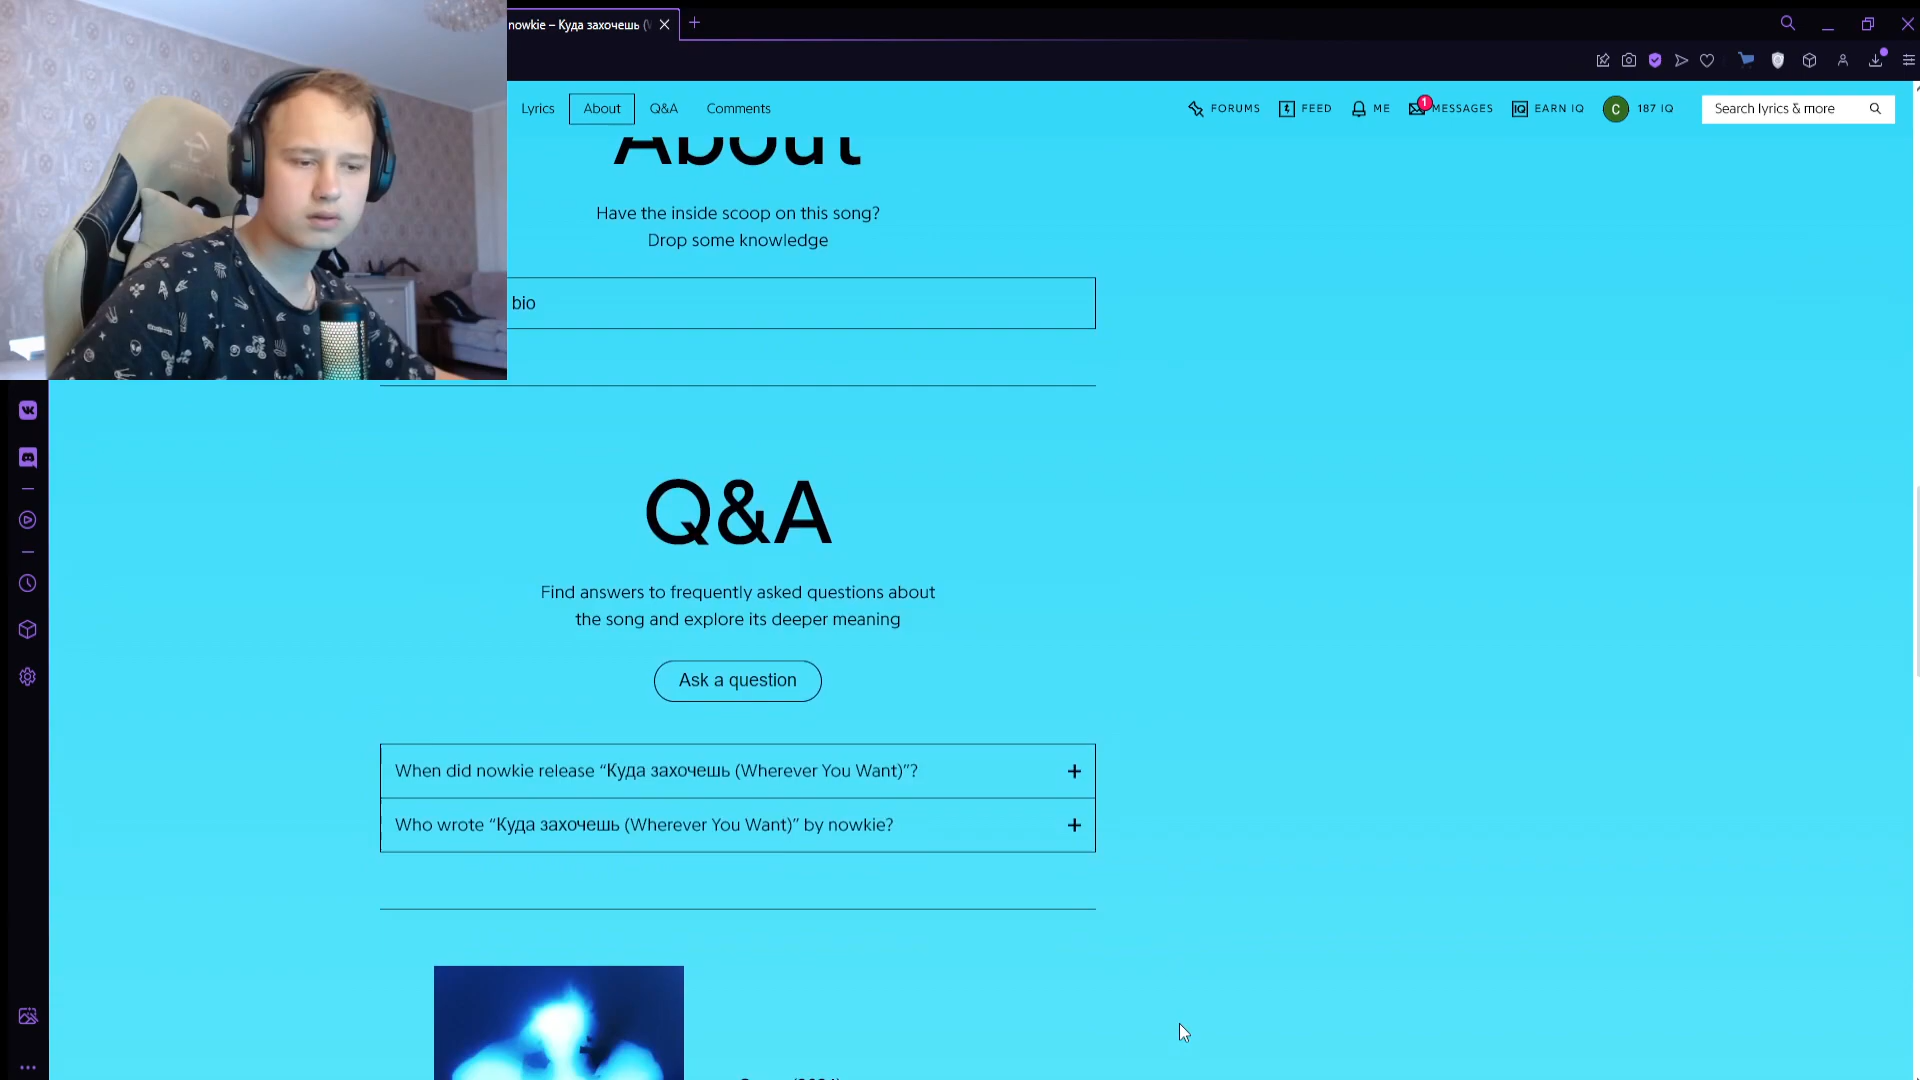 nowkie – Куда захочешь (
Lyrics
About
Q&A
Comments
FORUMS
FEED
ME
1
MESSAGES
EARN IQ
C
187 IQ
Search lyrics & more
About
Have the inside scoop on this song?
Drop some knowledge
bio
Q&A
Find answers to frequently asked questions about
the song and explore its deeper meaning
Ask a question
When did nowkie release “Куда захочешь (Wherever You Want)”?
Who wrote “Куда захочешь (Wherever You Want)” by nowkie?